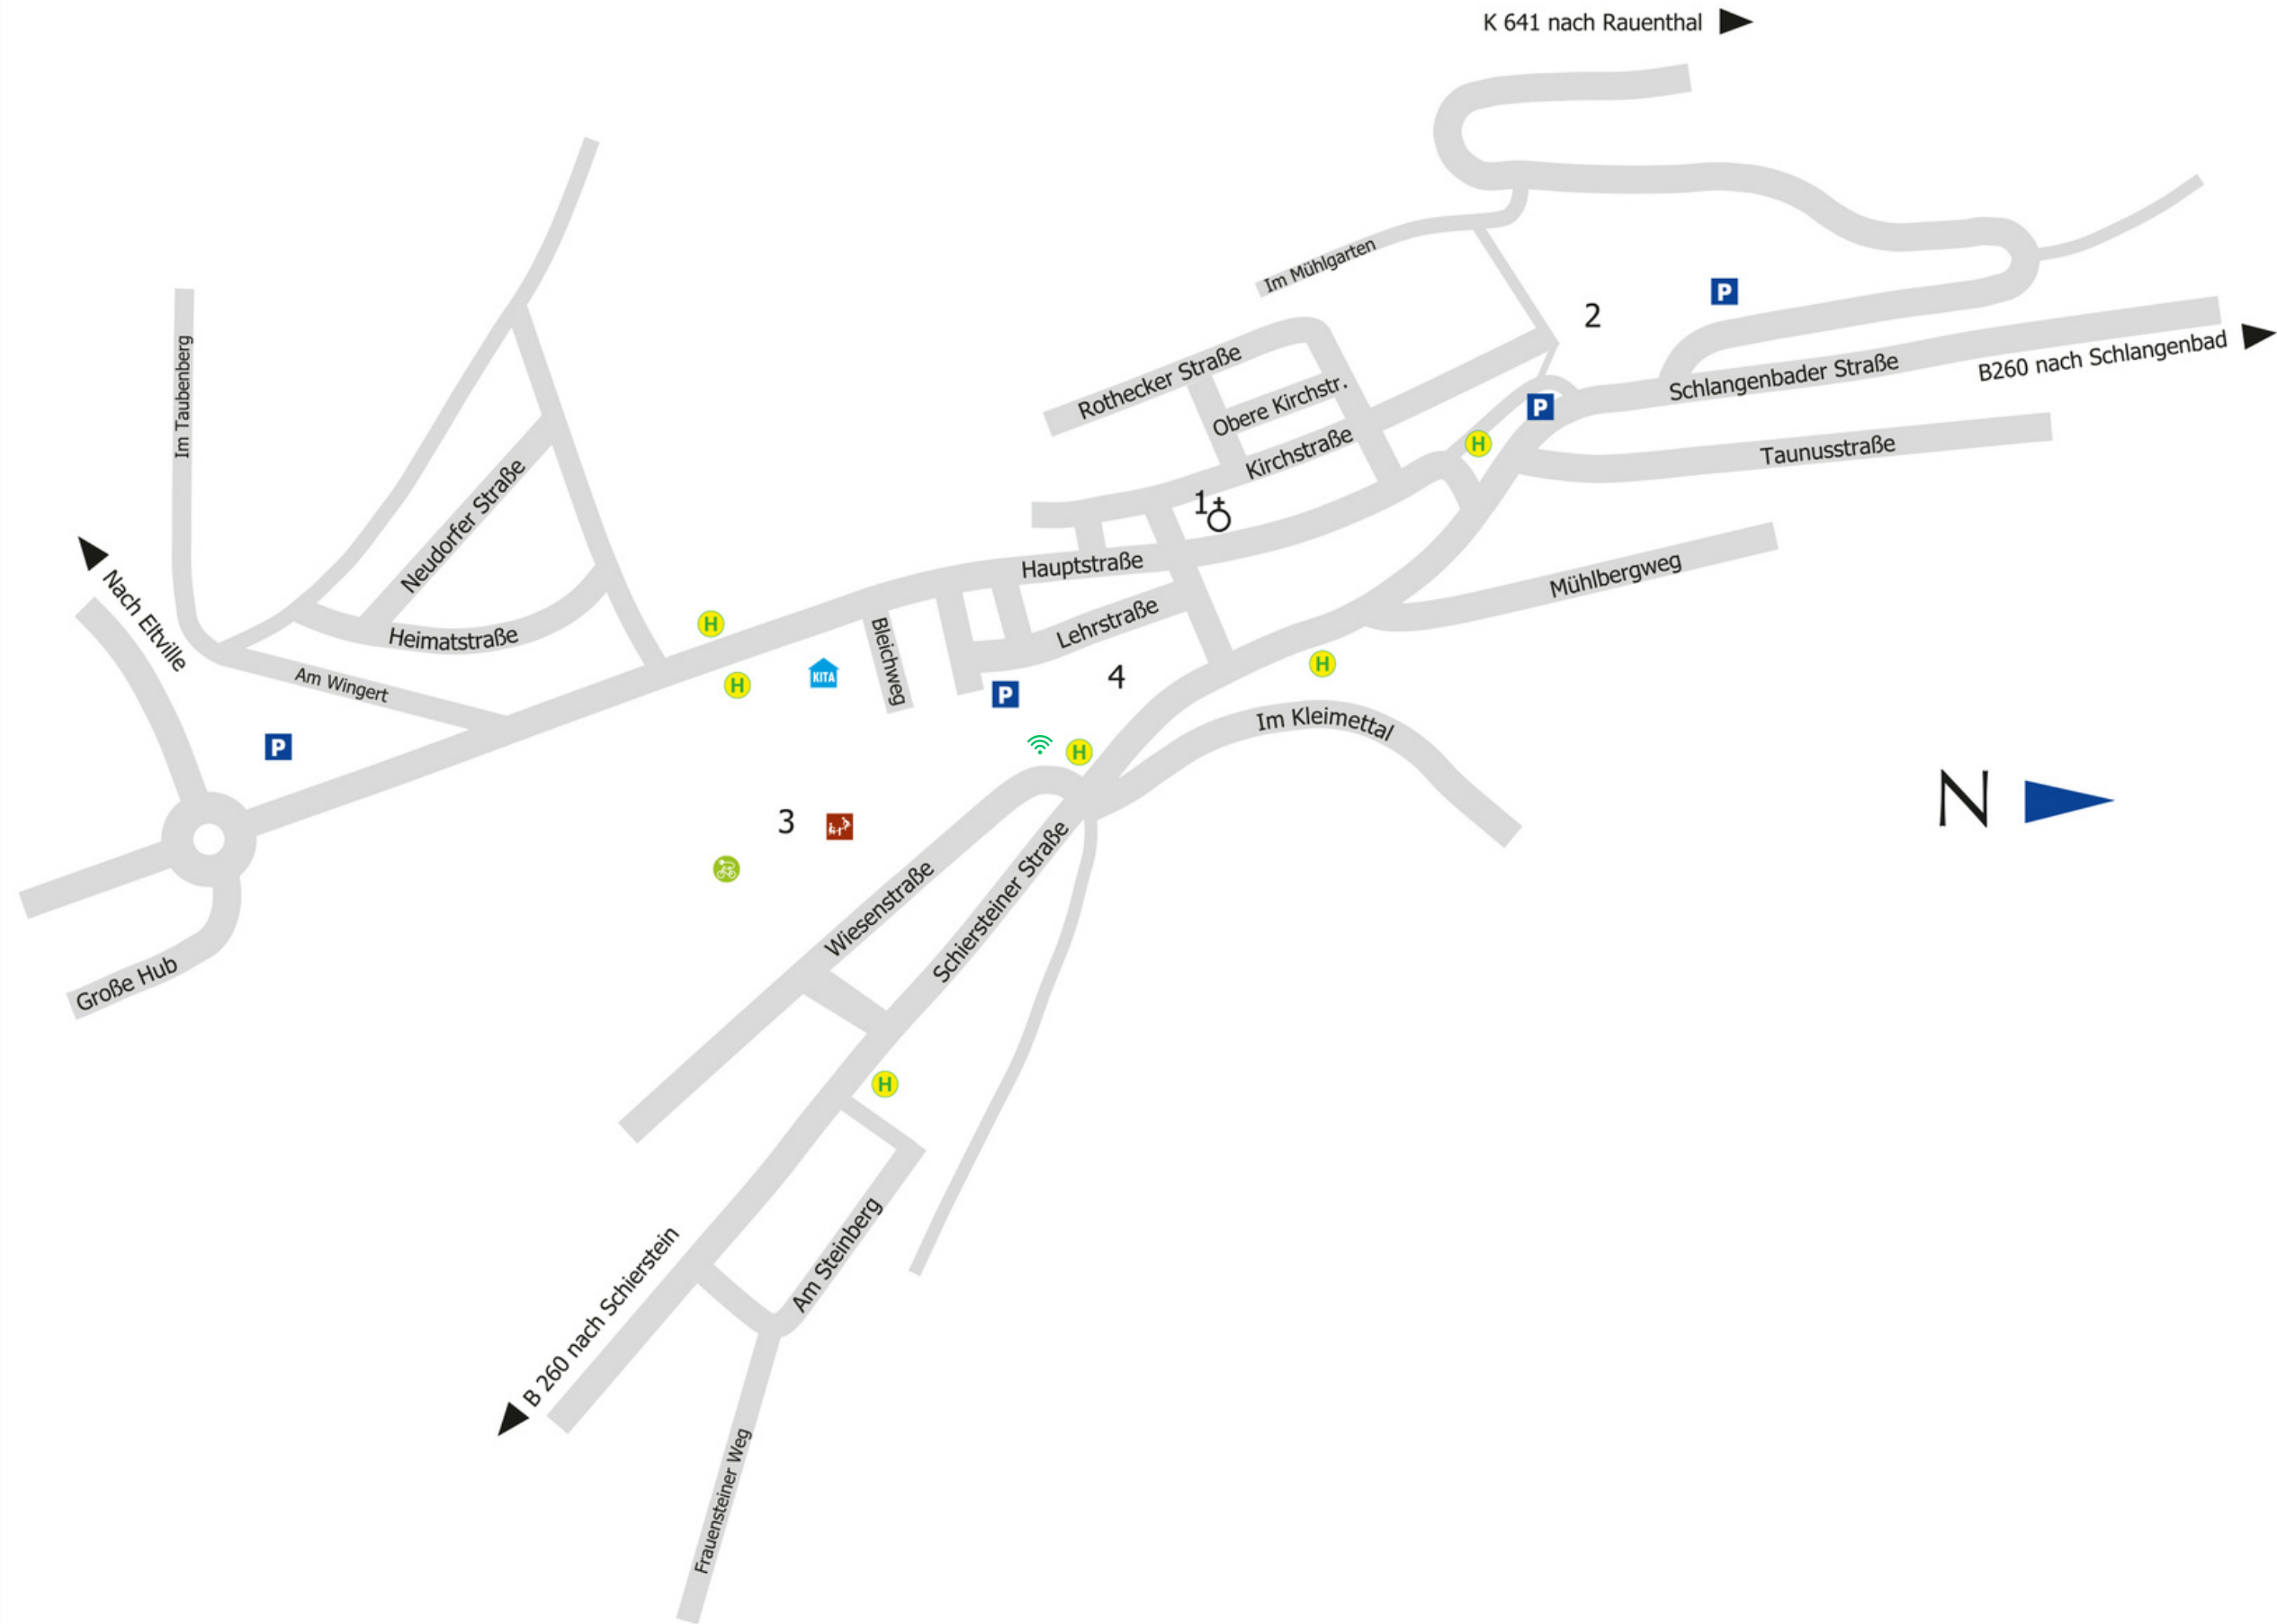 K 641 nach Rauenthal
Im Mühlgarten
2
P
Im Taubenberg
Rothecker Straße
Obere Kirchstr.
B260 nach Schlangenbad
Schlangenbader Straße
P
Kirchstraße
H
Taunusstraße
Neudorfer Straße
1
Nach Eltville
Hauptstraße
Mühlbergweg
H
Heimatstraße
Lehrstraße
Bleichweg
H
KITA
H
4
Am Wingert
P
Im Kleimettal
P
H
N
3
Wiesenstraße
Schiersteiner Straße
Große Hub
H
Am Steinberg
B 260 nach Schierstein
Frauensteiner Weg